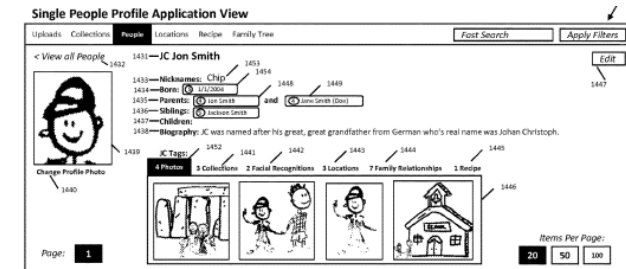 Single People Profile Application View
Uploads Collections People Locations Recipe Family Tree Fast Search Apply Filters
< View all People 1431 JC Jon Smith Edit
1432 1453
1433 Nicknames: Chip 1454 1447
1434 Born: 1/1/2004 1448 1449
1435 Parents: Jon Smith and Jane Smith (Doe)
1436 Siblings: Jackson Smith
1437 Children:
1438 Biography: JC was named after his great, great grandfather from German who's real name was Johan Christoph.
1439 JC Tags: 1452 1441 1442 1443 1444 1445
4 Photos 3 Collections 2 Facial Recognitions 3 Locations 7 Family Relationships 1 Recipe
Change Profile Photo 1446
1440
Items Per Page:
Page: 1 20 50 100